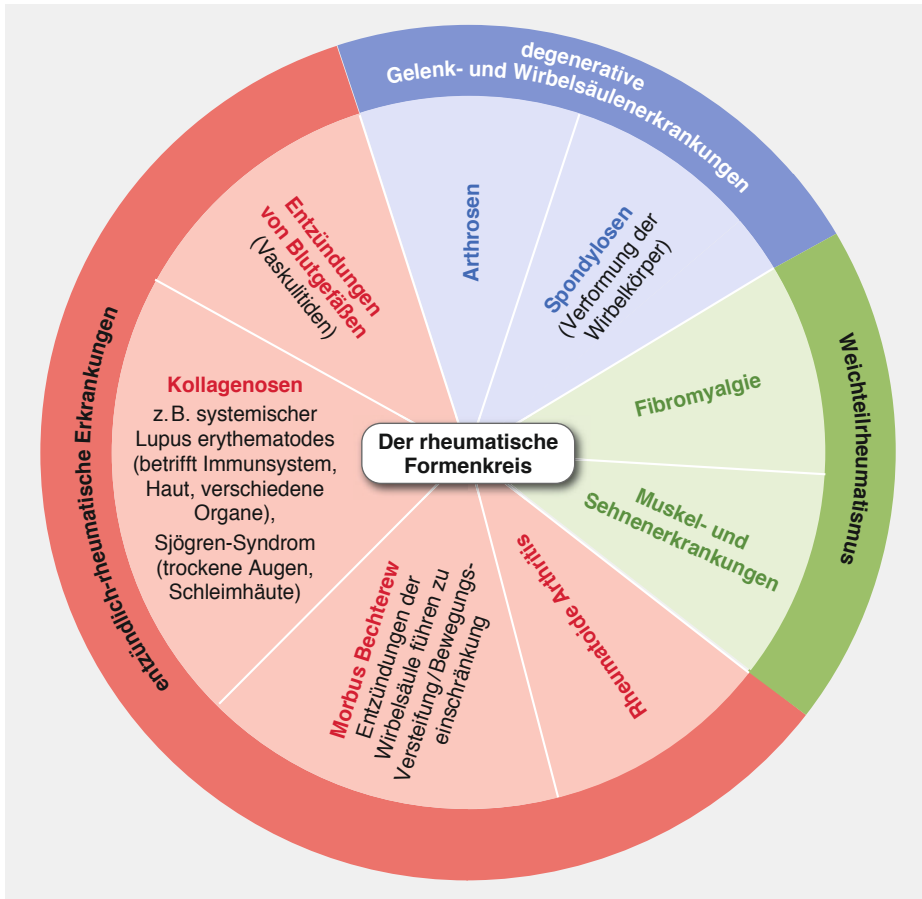 degenerative
Gelenk- und Wirbelsäulenerkrankungen
Arthrosen
Spondylosen
(Verformung der
Wirbelkörper)
Weichteilrheumatismus
Fibromyalgie
Muskel- und
Sehnenerkrankungen
entzündlich-rheumatische Erkrankungen
Entzündungen
von Blutgefäßen
(Vaskulitiden)
Kollagenosen
z. B. systemischer
Lupus erythematodes
(betrifft Immunsystem,
Haut, verschiedene
Organe),
Sjögren-Syndrom
(trockene Augen,
Schleimhäute)
Morbus Bechterew
Entzündungen der
Wirbelsäule führen zu
Versteifung/Bewegungs-
einschränkung
Rheumatoide Arthritis
Der rheumatische
Formenkreis